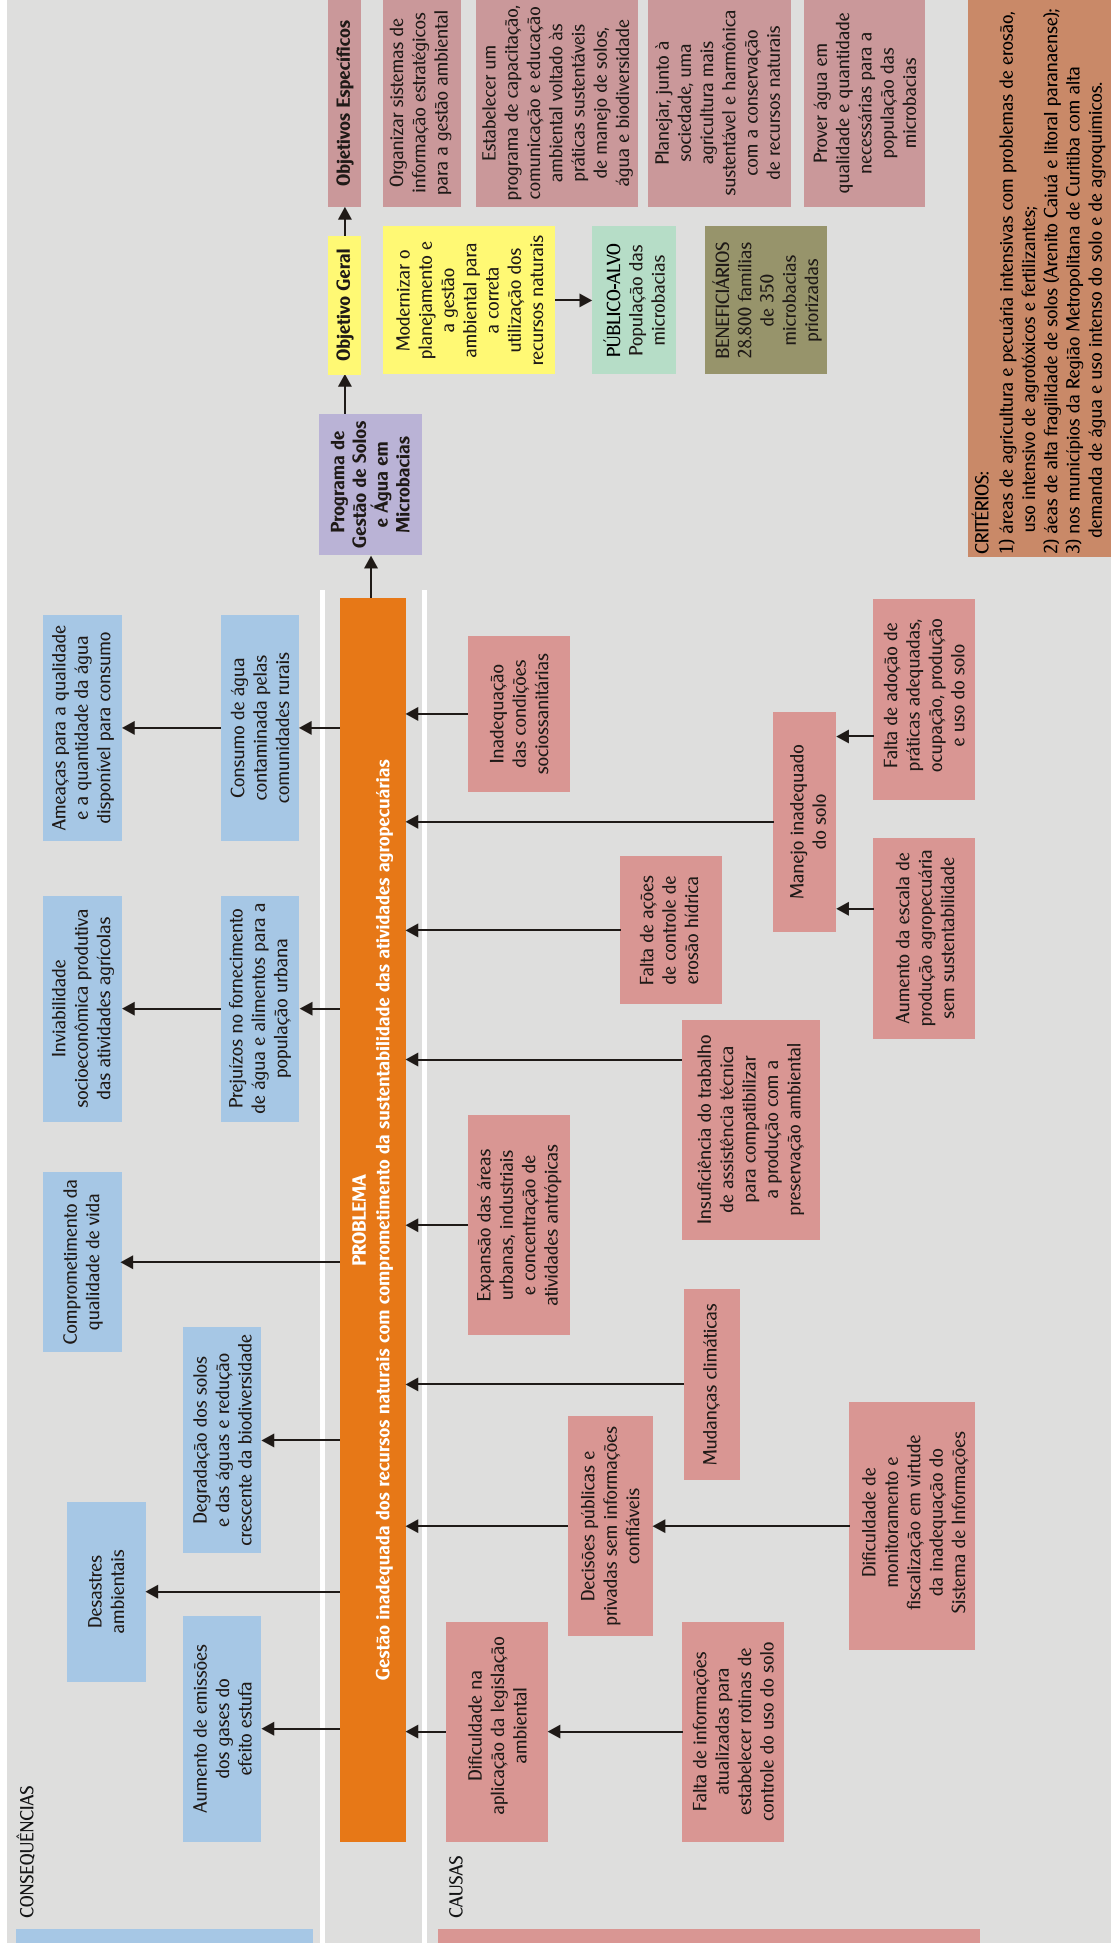 CONSEQUÊNCIAS
Aumento de emissões
dos gases do
efeito estufa
Desastres
ambientais
Degradação dos solos
e das águas e redução
crescente da biodiversidade
Comprometimento da
qualidade de vida
Inviabilidade
socioeconômica produtiva
das atividades agrícolas
Prejuízos no fornecimento
de água e alimentos para a
população urbana
Ameaças para a qualidade
e a quantidade da água
disponível para consumo
Consumo de água
contaminada pelas
comunidades rurais
PROBLEMA
Gestão inadequada dos recursos naturais com comprometimento da sustentabilidade das atividades agropecuárias
CAUSAS
Dificuldade na
aplicação da legislação
ambiental
Falta de informações
atualizadas para
estabelecer rotinas de
controle do uso do solo
Decisões públicas e
privadas sem informações
confiáveis
Dificuldade de
monitoramento e
fiscalização em virtude
da inadequação do
Sistema de Informações
Mudanças climáticas
Expansão das áreas
urbanas, industriais
e concentração de
atividades antrópicas
Insuficiência do trabalho
de assistência técnica
para compatibilizar
a produção com a
preservação ambiental
Falta de ações
de controle de
erosão hídrica
Manejo inadequado
do solo
Aumento da escala de
produção agropecuária
sem sustentabilidade
Falta de adoção de
práticas adequadas,
ocupação, produção
e uso do solo
Inadequação
das condições
sociossanitárias
Programa de
Gestão de Solos
e Água em
Microbacias
Objetivo Geral
Modernizar o
planejamento e
a gestão
ambiental para
a correta
utilização dos
recursos naturais
PÚBLICO-ALVO
População das
microbacias
BENEFICIÁRIOS
28.800 famílias
de 350
microbacias
priorizadas
Objetivos Específicos
Organizar sistemas de
informação estratégicos
para a gestão ambiental
Estabelecer um
programa de capacitação,
comunicação e educação
ambiental voltado às
práticas sustentáveis
de manejo de solos,
água e biodiversidade
Planejar, junto à
sociedade, uma
agricultura mais
sustentável e harmônica
com a conservação
de recursos naturais
Prover água em
qualidade e quantidade
necessárias para a
população das
microbacias
CRITÉRIOS:
1) áreas de agricultura e pecuária intensivas com problemas de erosão,
uso intensivo de agrotóxicos e fertilizantes;
2) áeas de alta fragilidade de solos (Arenito Caiuá e litoral paranaense);
3) nos municípios da Região Metropolitana de Curitiba com alta
demanda de água e uso intenso do solo e de agroquímicos.